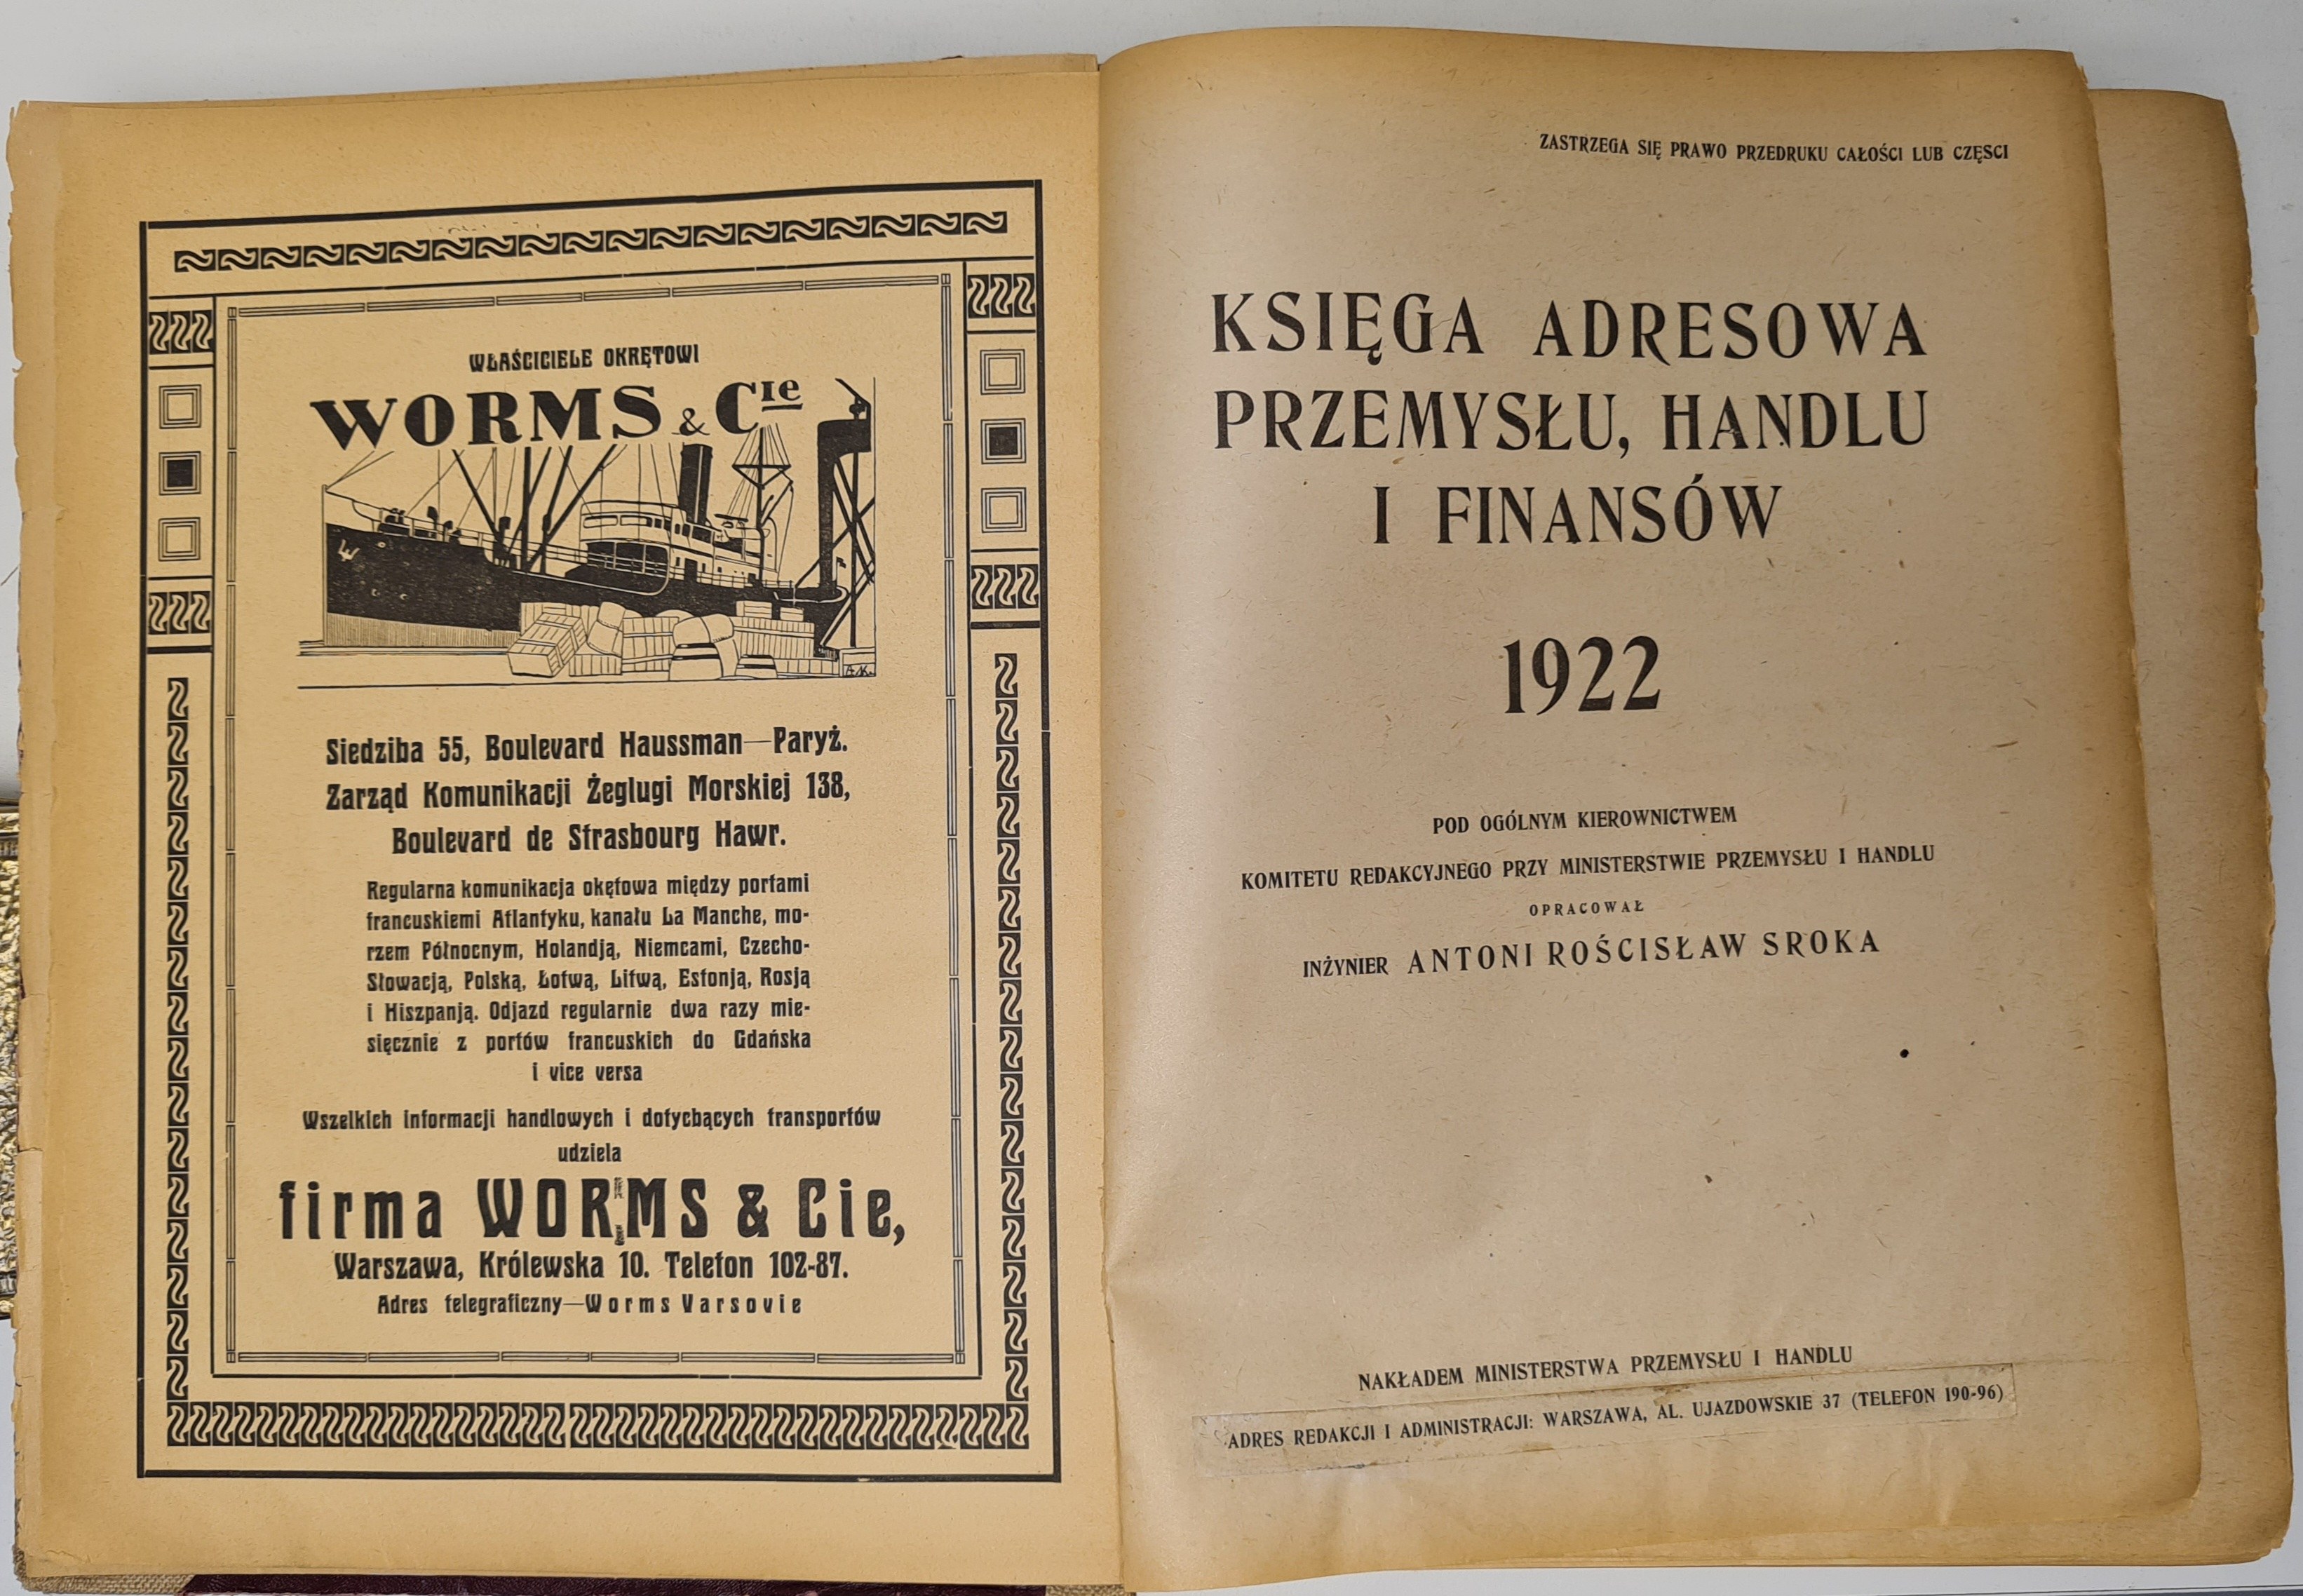 WŁAŚCICIELE OKRĘTOWI
WORMS & Cie
A.K.
Siedziba 55, Boulevard Haussman—Paryż.
Zarząd Komunikacji Żeglugi Morskiej 138,
Boulevard de Strasbourg Hawr.
Regularna komunikacja okętowa między portami
francuskiemi Atlantyku, kanału La Manche, mo-
rzem Północnym, Holandją, Niemcami, Czecho-
Słowacją, Polską, Łotwą, Litwą, Estonją, Rosją
i Hiszpanją. Odjazd regularnie dwa razy mie-
sięcznie z portów francuskich do Gdańska
i vice versa
Wszelkich informacji handlowych i dotycbących transportów
udziela
firma WORMS & Cie,
Warszawa, Królewska 10. Telefon 102-87.
Adres telegraficzny—Worms Varsovie
ZASTRZEGA SIĘ PRAWO PRZEDRUKU CAŁOŚCI LUB CZĘSCI
KSIĘGA ADRESOWA
PRZEMYSŁU, HANDLU
I FINANSÓW
1922
POD OGÓLNYM KIEROWNICTWEM
KOMITETU REDAKCYJNEGO PRZY MINISTERSTWIE PRZEMYSŁU I HANDLU
OPRACOWAŁ
INŻYNIER ANTONI ROŚCISŁAW SROKA
NAKŁADEM MINISTERSTWA PRZEMYSŁU I HANDLU
ADRES REDAKCJI I ADMINISTRACJI: WARSZAWA, AL. UJAZDOWSKIE 37 (TELEFON 190-96)